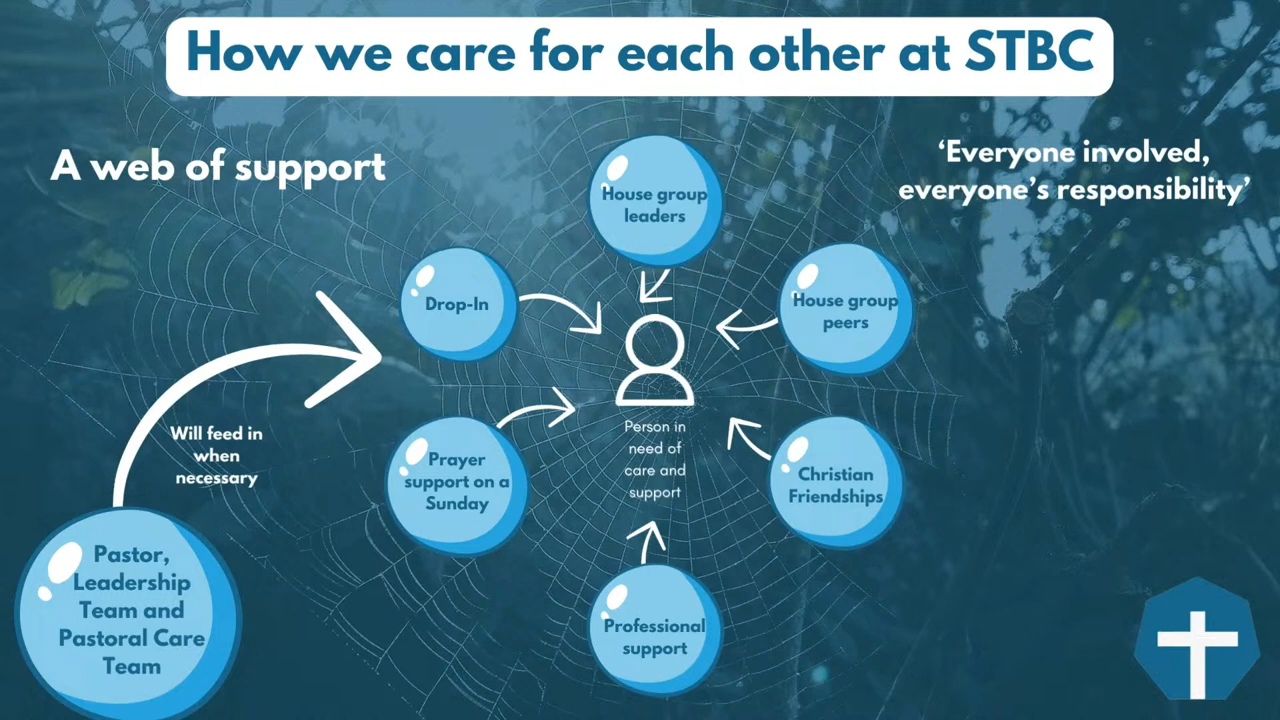 How we care for each other at STBC
A web of support
‘Everyone involved,
everyone’s responsibility’
House group
leaders
Drop-In
House group
peers
Will feed in
when
necessary
Person in
need of
care and
support
Prayer
support on a
Sunday
Christian
Friendships
Pastor,
Leadership
Team and
Pastoral Care
Team
Professional
support